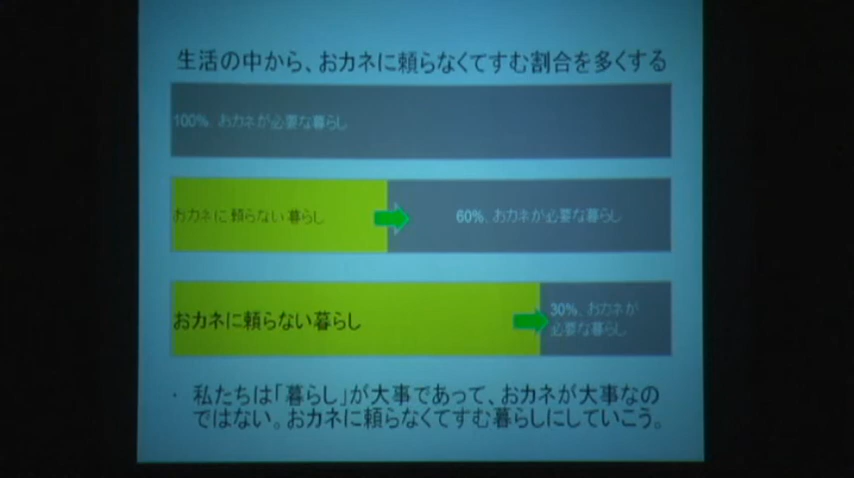 生活の中から、おカネに頼らなくてすむ割合を多くする
100%、おカネが必要な暮らし
おカネに頼らない暮らし
60%、おカネが必要な暮らし
おカネに頼らない暮らし
30%、おカネが
必要な暮らし
・ 私たちは「暮らし」が大事であって、おカネが大事なの
ではない。おカネに頼らなくてすむ暮らしにしていこう。